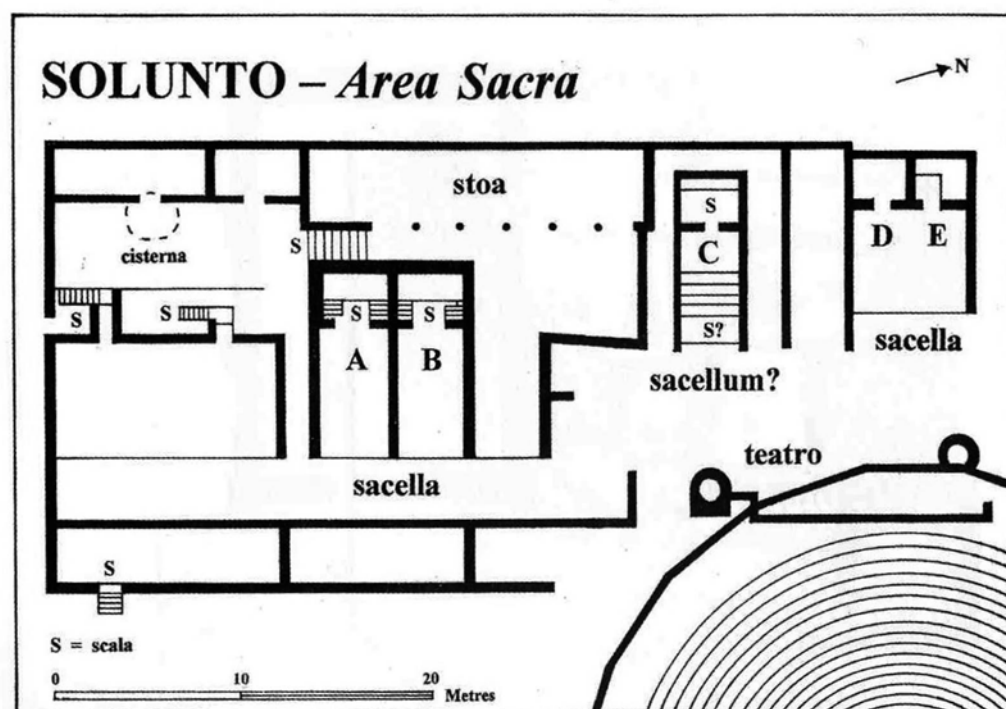 SOLUNTO – Area Sacra
N
stoa
S
cisterna
S
C
D
E
S
S
S
S
S?
A
B
sacella
sacellum?
teatro
sacella
S
S = scala
0
10
20
Metres